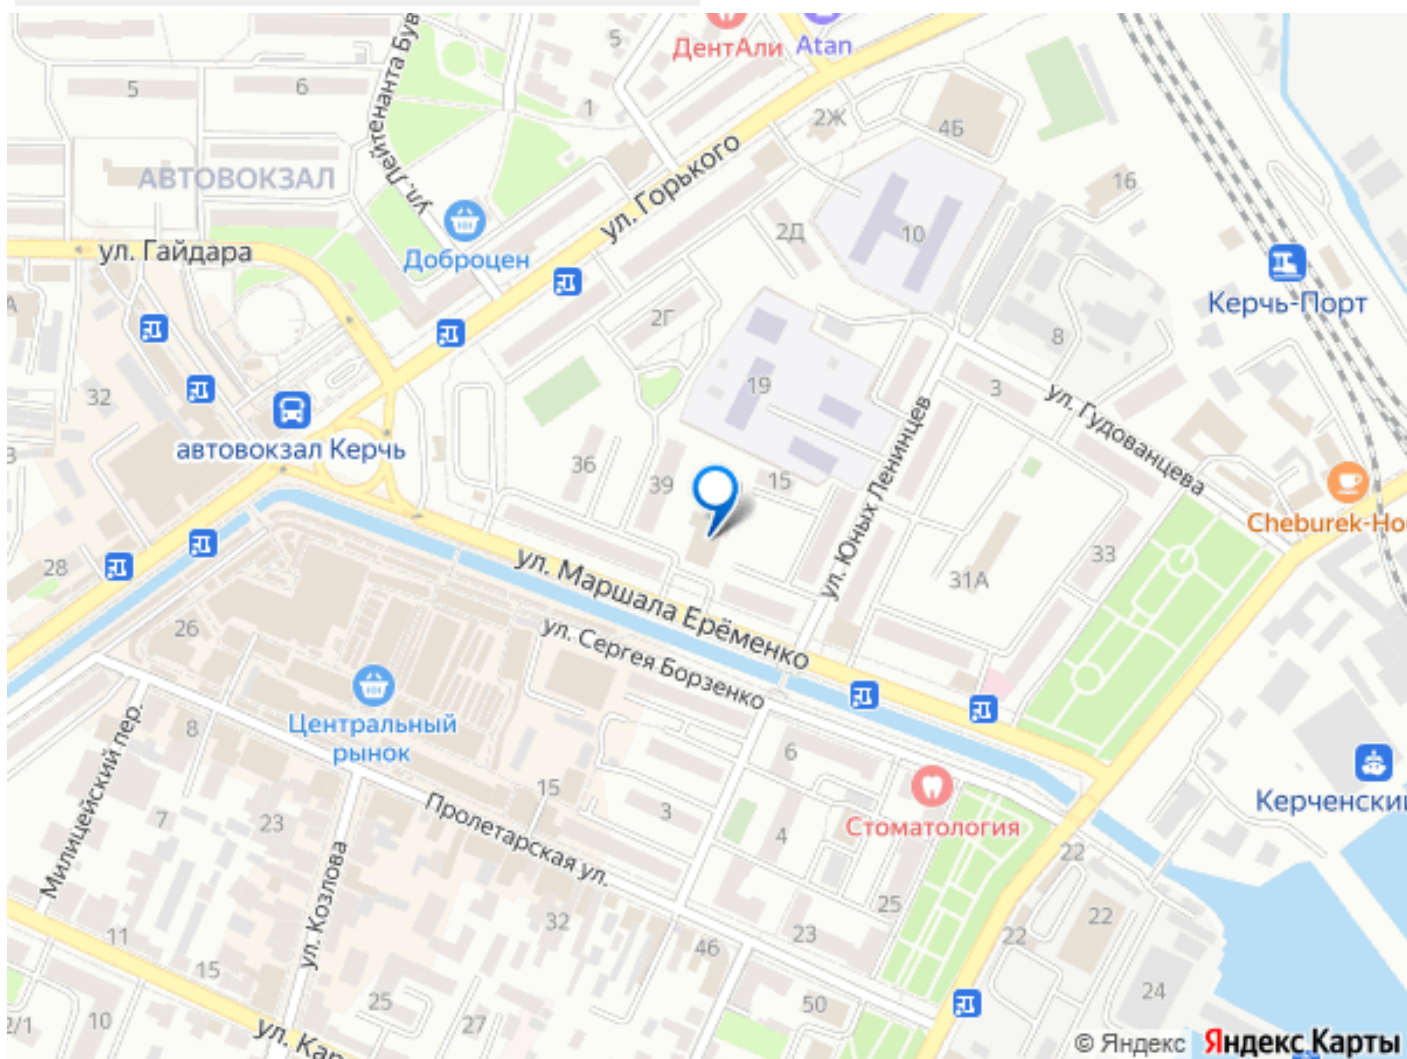 ДентАли
Atan
5
6
5
1
2Ж
4Б
ул. Лейтенанта Був
АВТОВОКЗАЛ
ул. Горького
16
Доброцен
2Д
10
ул. Гайдара
Керчь-Порт
2Г
8
19
3
32
ул. Гудованцева
автовокзал Керчь
36
39
15
ул. Юных Ленинцев
Cheburek-Ho
28
33
31А
ул. Маршала Ерёменко
26
ул. Сергея Борзенко
Центральный
рынок
8
6
Милицейский пер.
15
3
4
Стоматология
Керченский
7
23
Пролетарская ул.
22
ул. Козлова
25
22
32
23
22
11
46
15
24
25
50
27
2/1
10
ул. Кар
© Яндекс
Яндекс Карты